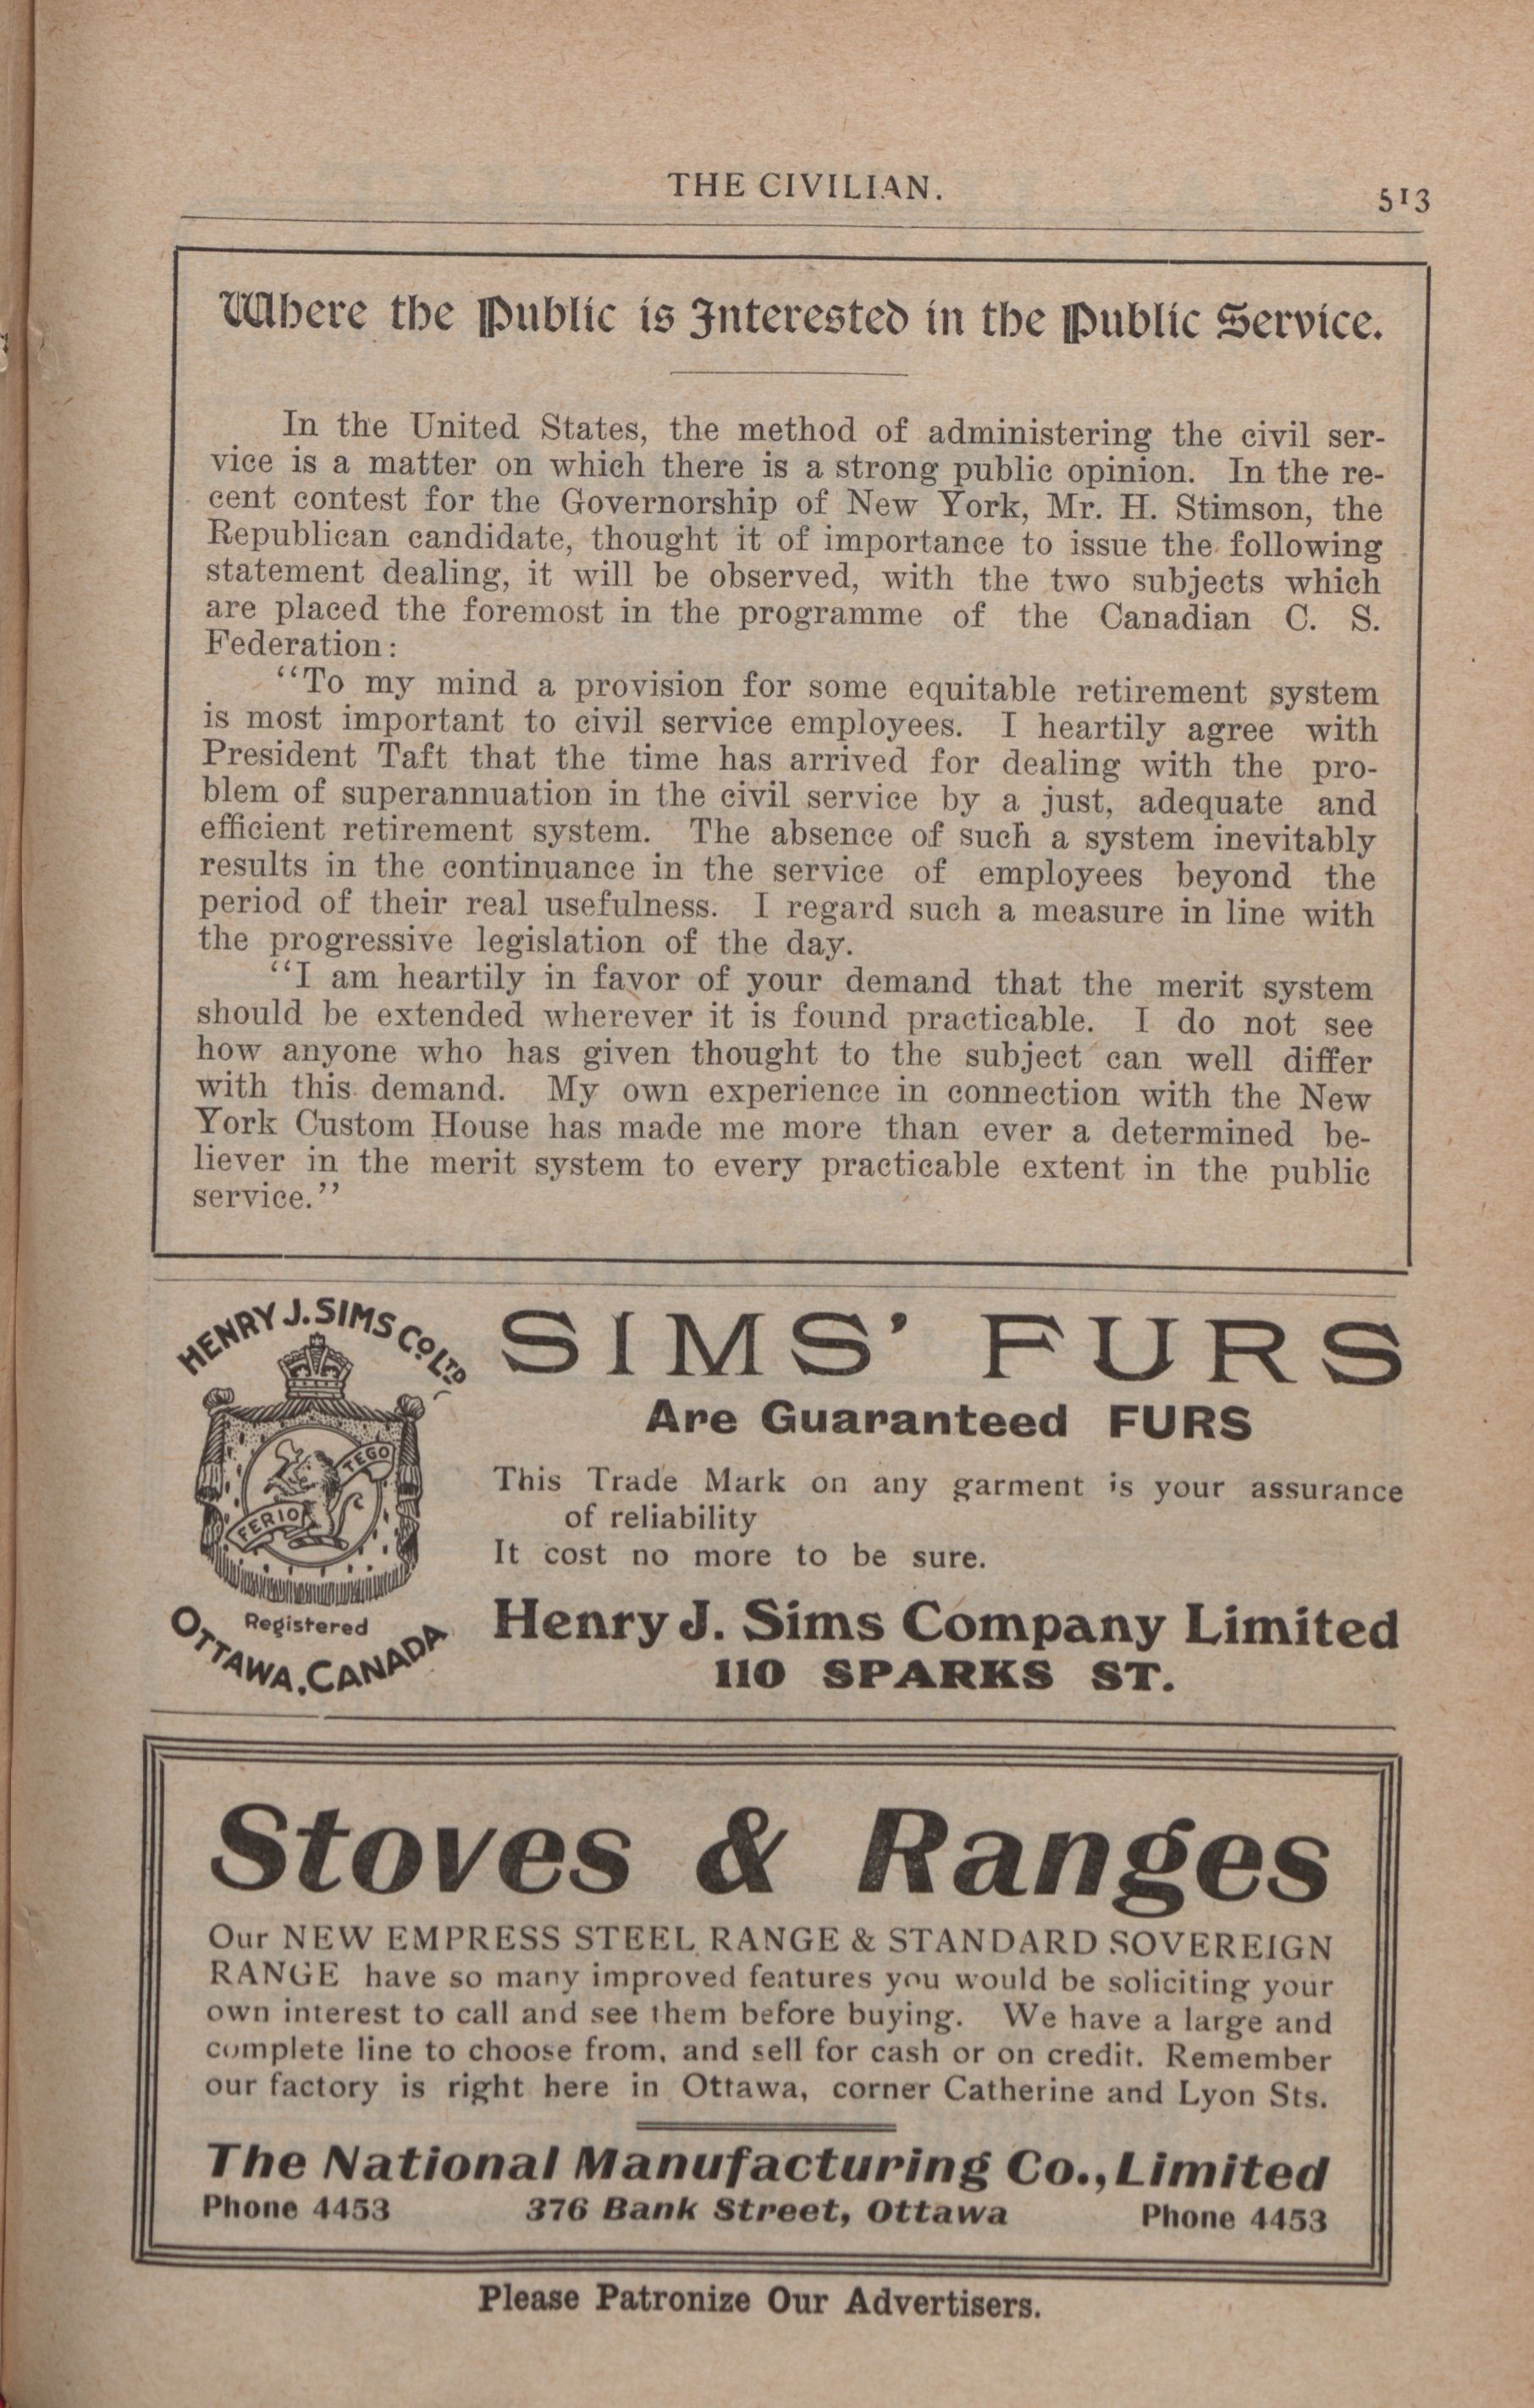 THE CIVILIAN.
513
Where the Public is Interested in the Public Service.
In the United States, the method of administering the civil ser-
vice is a matter on which there is a strong public opinion. In the re-
cent contest for the Governorship of New York, Mr. H. Stimson, the
Republican candidate, thought it of importance to issue the following
statement dealing, it will be observed, with the two subjects which
are placed the foremost in the programme of the Canadian C. S.
Federation:
"To my mind a provision for some equitable retirement system
is most important to civil service employees. I heartily agree with
President Taft that the time has arrived for dealing with the pro-
blem of superannuation in the civil service by a just, adequate and
efficient retirement system. The absence of such a system inevitably
results in the continuance in the service of employees beyond the
period of their real usefulness. I regard such a measure in line with
the progressive legislation of the day.
"I am heartily in favor of your demand that the merit system
should be extended wherever it is found practicable. I do not see
how anyone who has given thought to the subject can well differ
with this demand. My own experience in connection with the New
York Custom House has made me more than ever a determined be-
liever in the merit system to every practicable extent in the public
service."
HENRY J. SIMS CO. LTD
TEGO
FERIO
Registered
OTTAWA, CANADA
SIMS' FURS
Are Guaranteed FURS
This Trade Mark on any garment is your assurance
of reliability
It cost no more to be sure.
Henry J. Sims Company Limited
110 SPARKS ST.
Stoves & Ranges
Our NEW EMPRESS STEEL RANGE & STANDARD SOVEREIGN
RANGE have so many improved features you would be soliciting your
own interest to call and see them before buying. We have a large and
complete line to choose from, and sell for cash or on credit. Remember
our factory is right here in Ottawa, corner Catherine and Lyon Sts.
The National Manufacturing Co., Limited
Phone 4453 376 Bank Street, Ottawa Phone 4453
Please Patronize Our Advertisers.